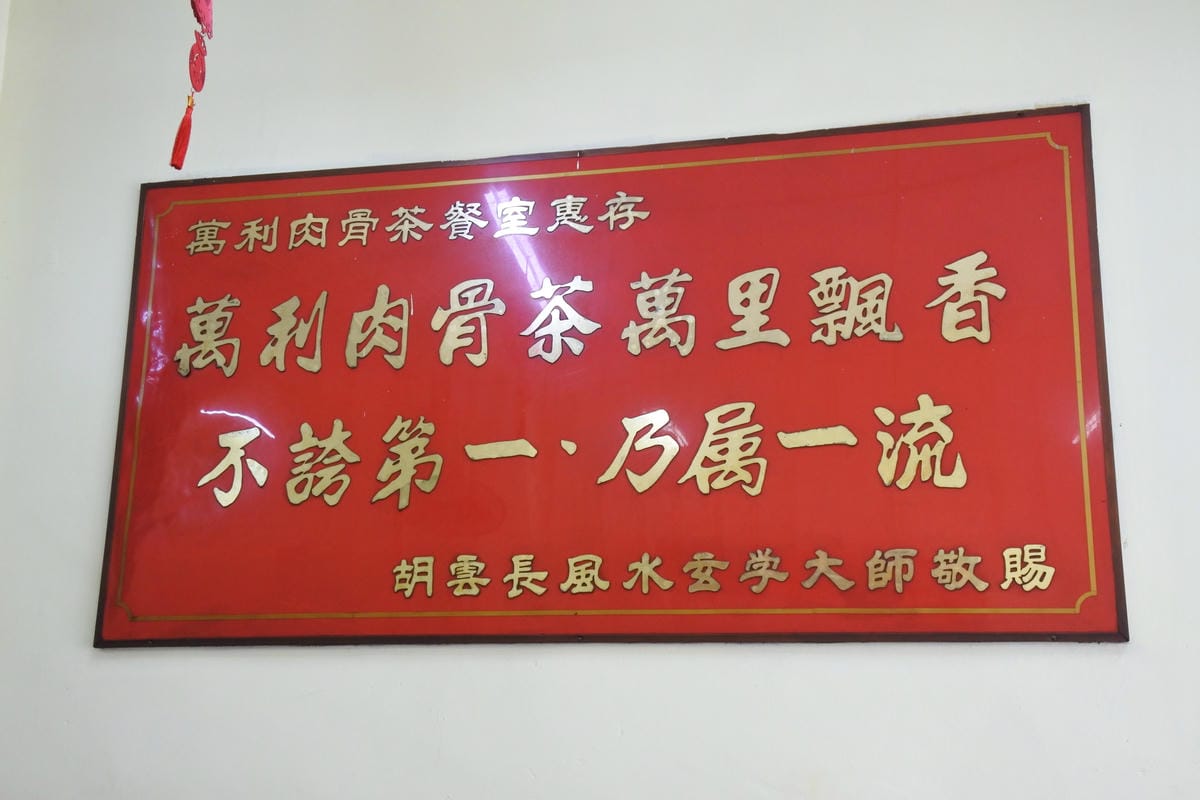 萬利肉骨茶餐室惠存
萬利肉骨茶萬里飄香
不誇第一、乃属一流
胡雲長風水玄学大師敬賜